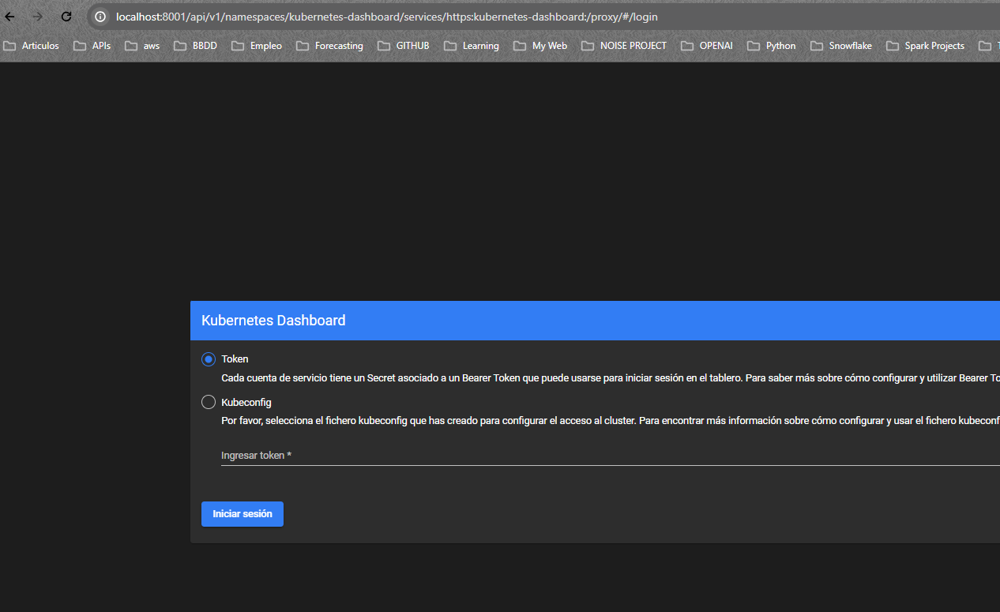 localhost:8001/api/v1/namespaces/kubernetes-dashboard/services/https:kubernetes-dashboard:/proxy/#/login
Articulos APIs aws BBDD Empleo Forecasting GITHUB Learning My Web NOISE PROJECT OPENAI Python Snowflake Spark Projects
Kubernetes Dashboard
Token
Cada cuenta de servicio tiene un Secret asociado a un Bearer Token que puede usarse para iniciar sesión en el tablero. Para saber más sobre cómo configurar y utilizar Bearer To
Kubeconfig
Por favor, selecciona el fichero kubeconfig que has creado para configurar el acceso al cluster. Para encontrar más información sobre cómo configurar y usar el fichero kubeconf
Ingresar token *
Iniciar sesión